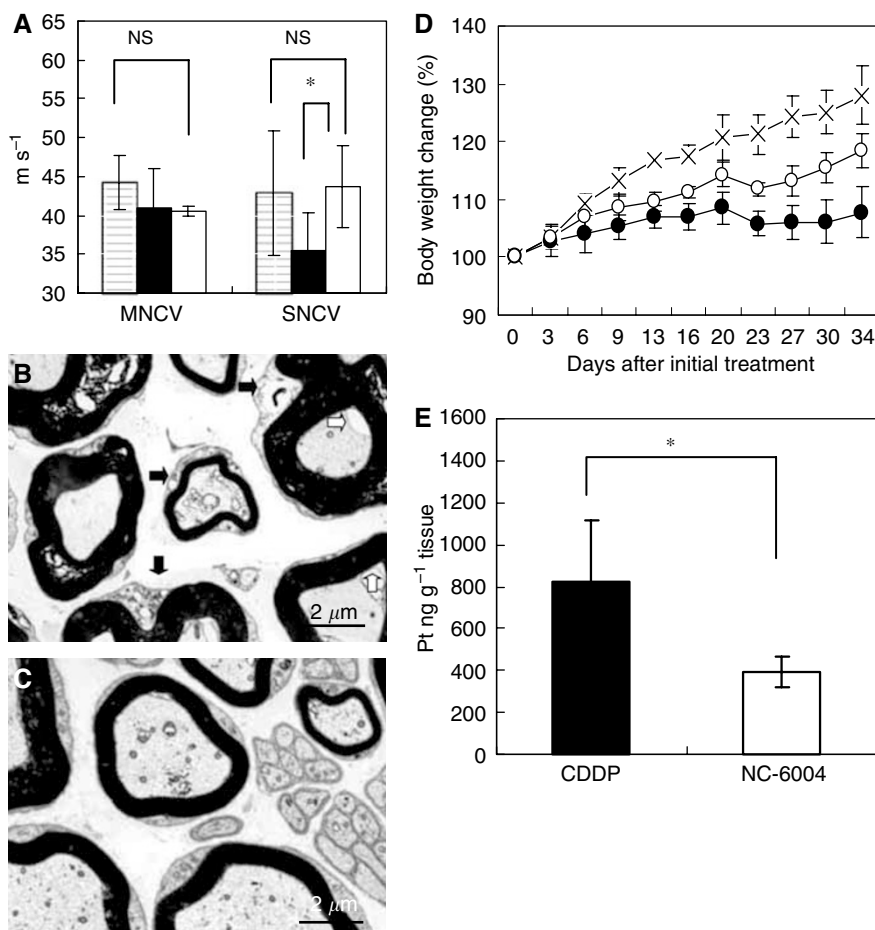 A
65
60
55
50
45
40
35
30
m s⁻¹
NS
NS
*
MNCV
SNCV
B
2 μm
C
2 μm
D
140
130
120
110
100
90
Body weight change (%)
0 3 6 9 13 16 20 23 27 30 34
Days after initial treatment
E
1600
1400
1200
1000
800
600
400
200
0
Pt ng g⁻¹ tissue
*
CDDP
NC-6004